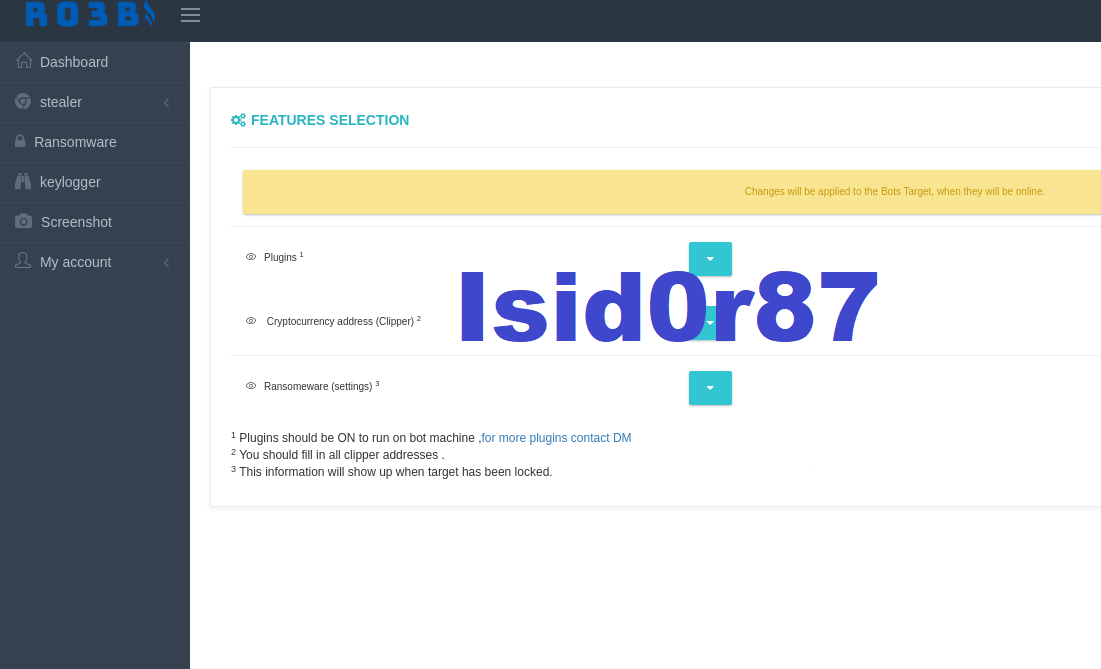 RO3B
Dashboard
stealer
Ransomware
keylogger
Screenshot
My account
FEATURES SELECTION
Changes will be applied to the Bots Target, when they will be online.
Plugins 1
Cryptocurrency address (Clipper) 2
Isid0r87
Ransomeware (settings) 3
1 Plugins should be ON to run on bot machine ,for more plugins contact DM
2 You should fill in all clipper addresses .
3 This information will show up when target has been locked.